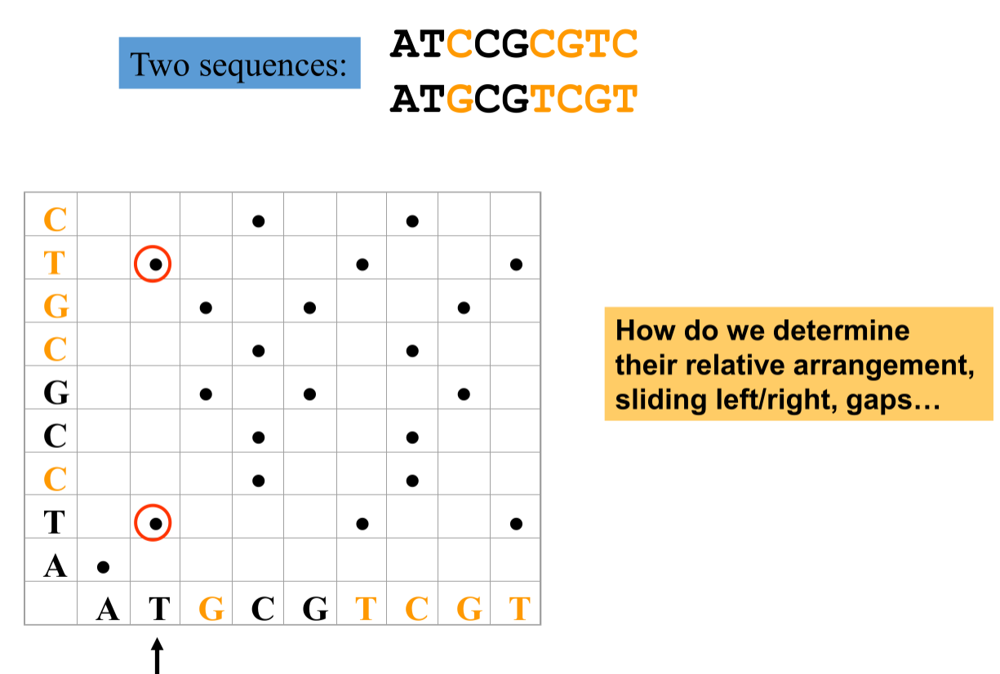 Two sequences:
ATCCGCGTC
ATGCGTCGT
C
T
G
C
G
C
C
T
A
A T G C G T C G T
How do we determine
their relative arrangement,
sliding left/right, gaps…